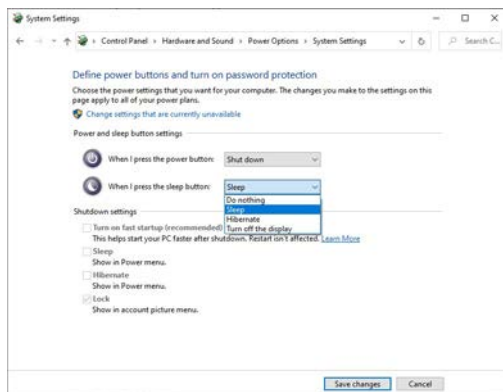 System Settings
Control Panel > Hardware and Sound > Power Options > System Settings
Search C...
Define power buttons and turn on password protection
Choose the power settings that you want for your computer. The changes you make to the settings on this
page apply to all of your power plans.
Change settings that are currently unavailable
Power and sleep button settings
When I press the power button: Shut down
When I press the sleep button: Sleep
Do nothing
Sleep
Hibernate
Turn off the display
Shutdown settings
Turn on fast startup (recommended)
This helps start your PC faster after shutdown. Restart isn't affected. Learn More
Sleep
Show in Power menu.
Hibernate
Show in Power menu.
Lock
Show in account picture menu.
Save changes
Cancel